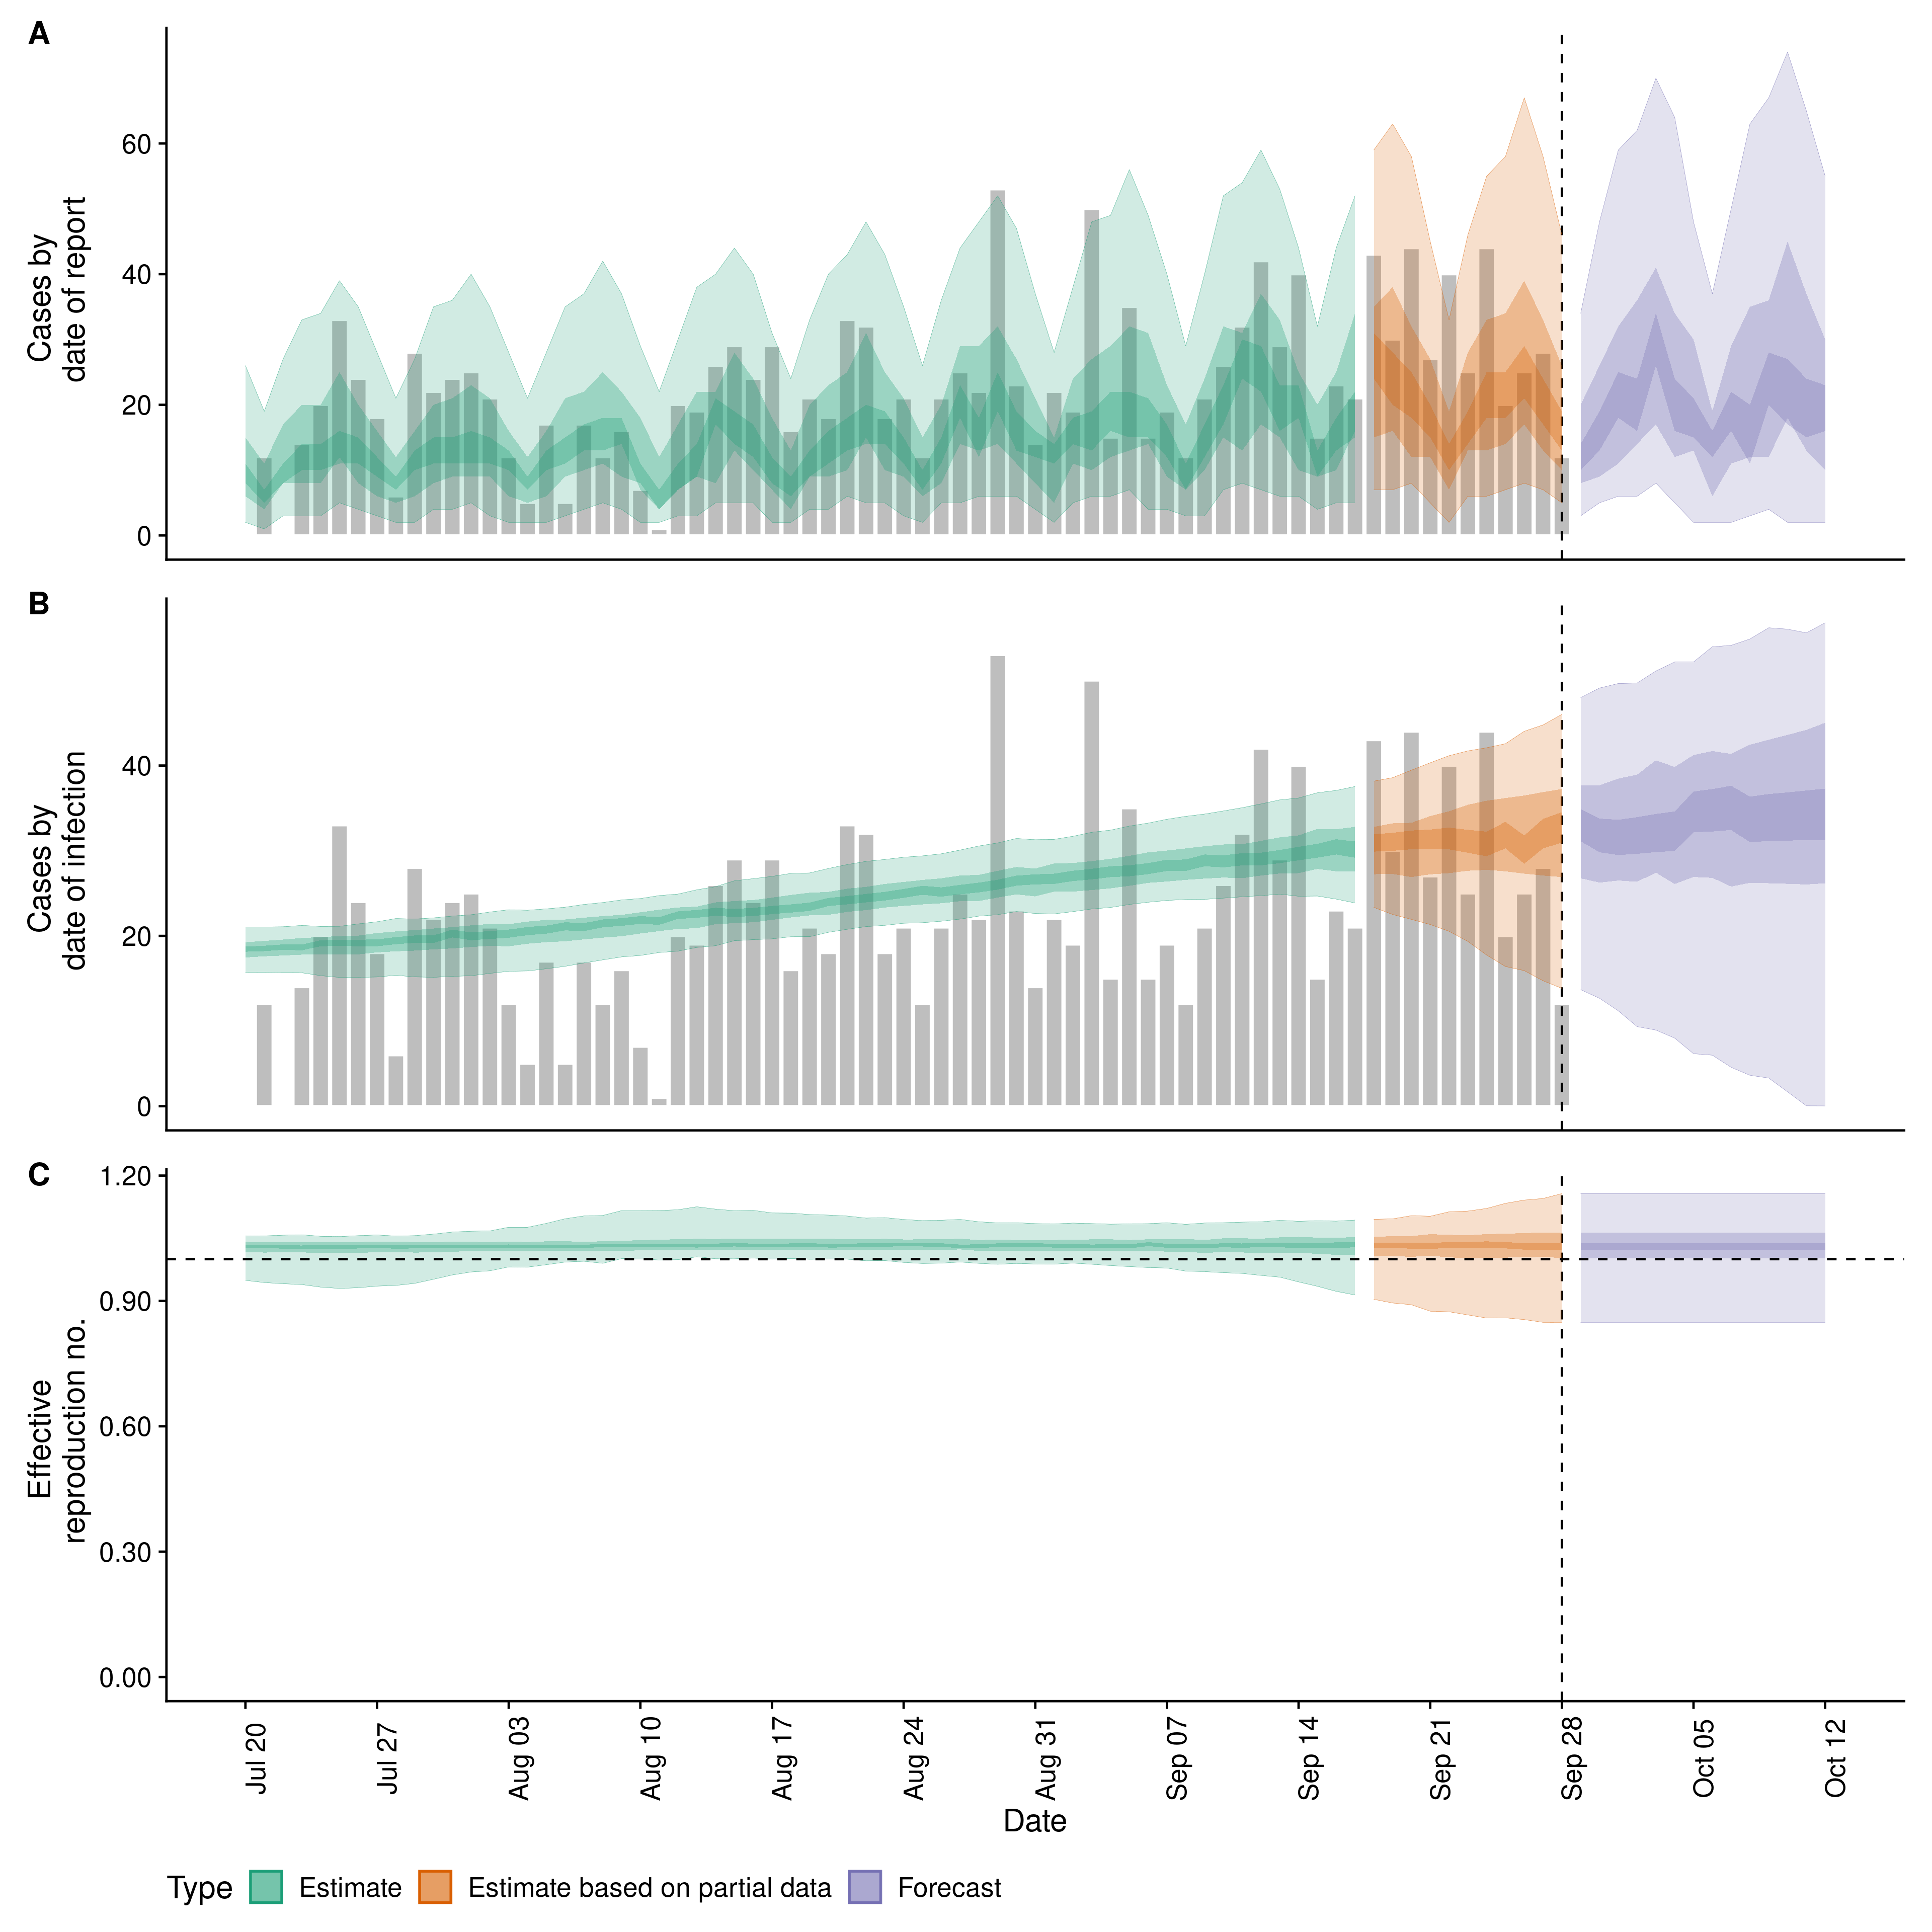 A
Cases by
date of report
60
40
20
0
B
Cases by
date of infection
40
20
0
C
Effective
reproduction no.
1.20
0.90
0.60
0.30
0.00
Jul 20
Jul 27
Aug 03
Aug 10
Aug 17
Aug 24
Aug 31
Sep 07
Sep 14
Sep 21
Sep 28
Oct 05
Oct 12
Date
Type Estimate Estimate based on partial data Forecast